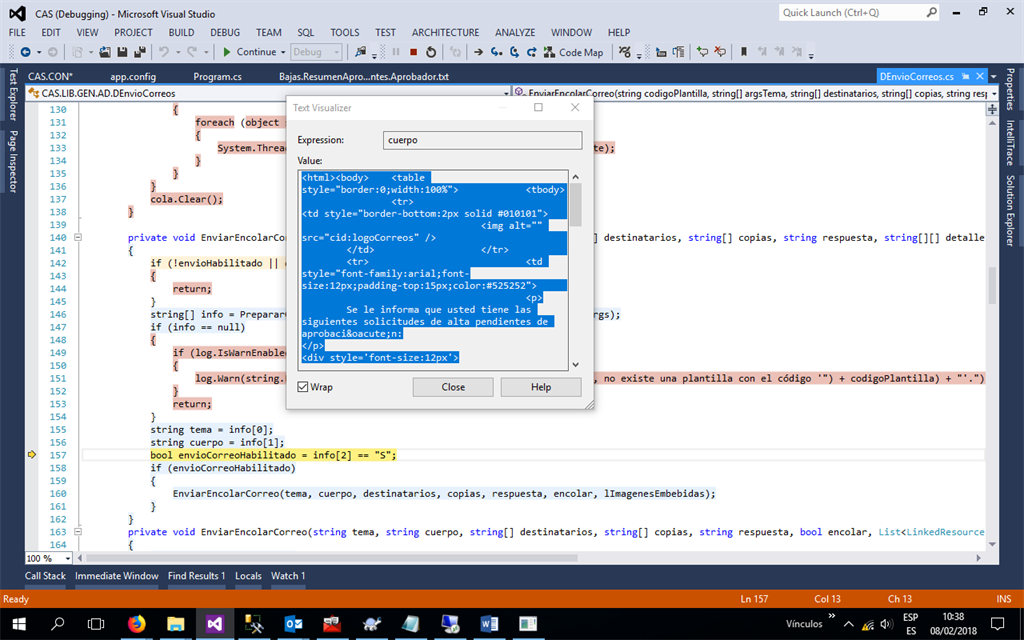 CAS (Debugging) - Microsoft Visual Studio
Quick Launch (Ctrl+Q)
FILE EDIT VIEW PROJECT BUILD DEBUG TEAM SQL TOOLS TEST ARCHITECTURE ANALYZE WINDOW HELP
Continue Debug Code Map
CAS.CON* app.config Program.cs Bajas.ResumenApro...ntes.Aprobador.txt DEnvioCorreos.cs
CAS.LIB.GEN.AD.DEnvioCorreos EnviarEncolarCorreo(string codigoPlantilla, string[] argsTema, string[] destinatarios, string[] copias, string resp
Test Explorer
Page Inspector
Properties
IntelliTrace
Solution Explorer
130 {
131 foreach (object
132 {
133 System.Threa te);
134 }
135 }
136 }
137 cola.Clear();
138 }
139
140 private void EnviarEncolarCo ] destinatarios, string[] copias, string respuesta, string[][] detalle
141 {
142 if (!envioHabilitado ||
143 {
144 return;
145 }
146 string[] info = Prepara rgs);
147 if (info == null)
148 {
149 if (log.IsWarnEnable
150 {
151 log.Warn(string. , no existe una plantilla con el código '") + codigoPlantilla) + "'.")
152 }
153 return;
154 }
155 string tema = info[0];
156 string cuerpo = info[1];
157 bool envioCorreoHabilitado = info[2] == "S";
158 if (envioCorreoHabilitado)
159 {
160 EnviarEncolarCorreo(tema, cuerpo, destinatarios, copias, respuesta, encolar, lImagenesEmbebidas);
161 }
162 }
163 private void EnviarEncolarCorreo(string tema, string cuerpo, string[] destinatarios, string[] copias, string respuesta, bool encolar, List<LinkedResource
164 {
Text Visualizer
Expression: cuerpo
Value:
<html><body> <table
style="border:0;width:100%"> <tbody>
<tr>
<td style="border-bottom:2px solid #010101">
<img alt=""
src="cid:logoCorreos" />
</td> </tr>
<tr> <td
style="font-family:arial;font-
size:12px;padding-top:15px;color:#525252">
<p>
Se le informa que usted tiene las
siguientes solicitudes de alta pendientes de
aprobaci&oacute;n:
</p>
<div style='font-size:12px'>
Wrap Close Help
100 %
Call Stack Immediate Window Find Results 1 Locals Watch 1
Ready Ln 157 Col 13 Ch 13 INS
Vínculos » ESP 10:38
ES 08/02/2018